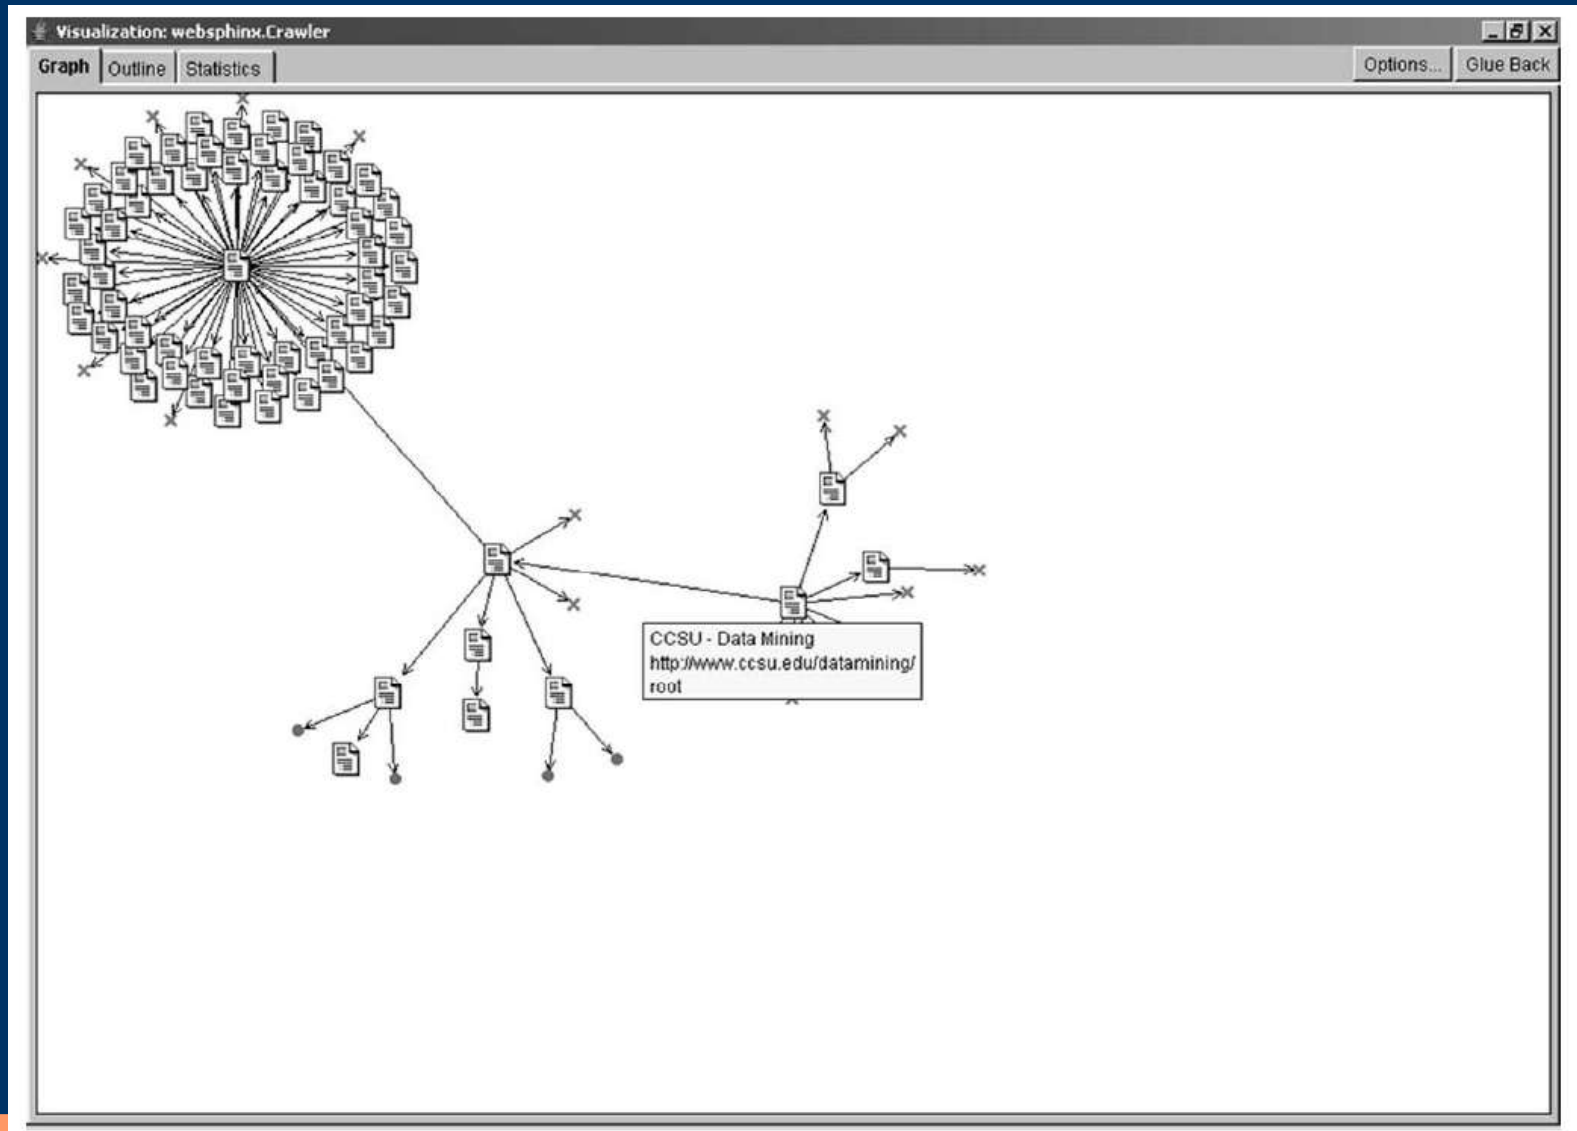 Visualization: websphinx.Crawler
Graph
Outline
Statistics
Options...
Glue Back
CCSU - Data Mining
http://www.ccsu.edu/datamining/
root